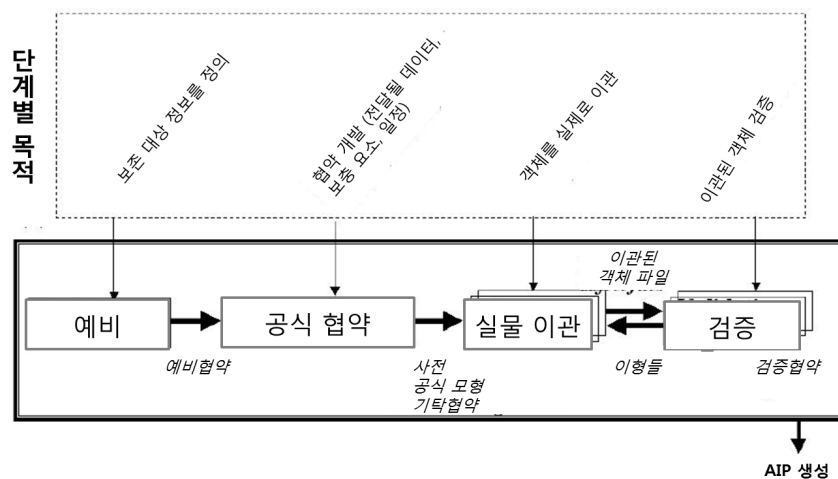 단계별 목적
보존 대상 정보를 정의
협약 개발 (전달될 데이터,
보충 요소, 일정)
객체를 실제로 이관
이관된 객체 검증
이관된
객체 파일
예비
공식 협약
실물 이관
검증
예비협약
사전
공식 모형
기탁협약
이형들
검증협약
AIP 생성